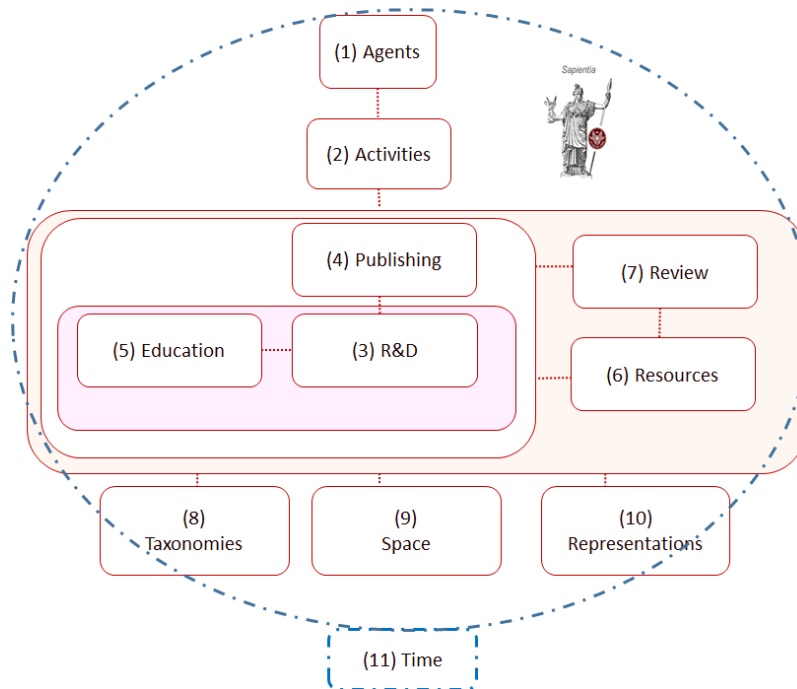 (1) Agents
Sapientia
(2) Activities
(4) Publishing
(7) Review
(5) Education
(3) R&D
(6) Resources
(8)
Taxonomies
(9)
Space
(10)
Representations
(11) Time